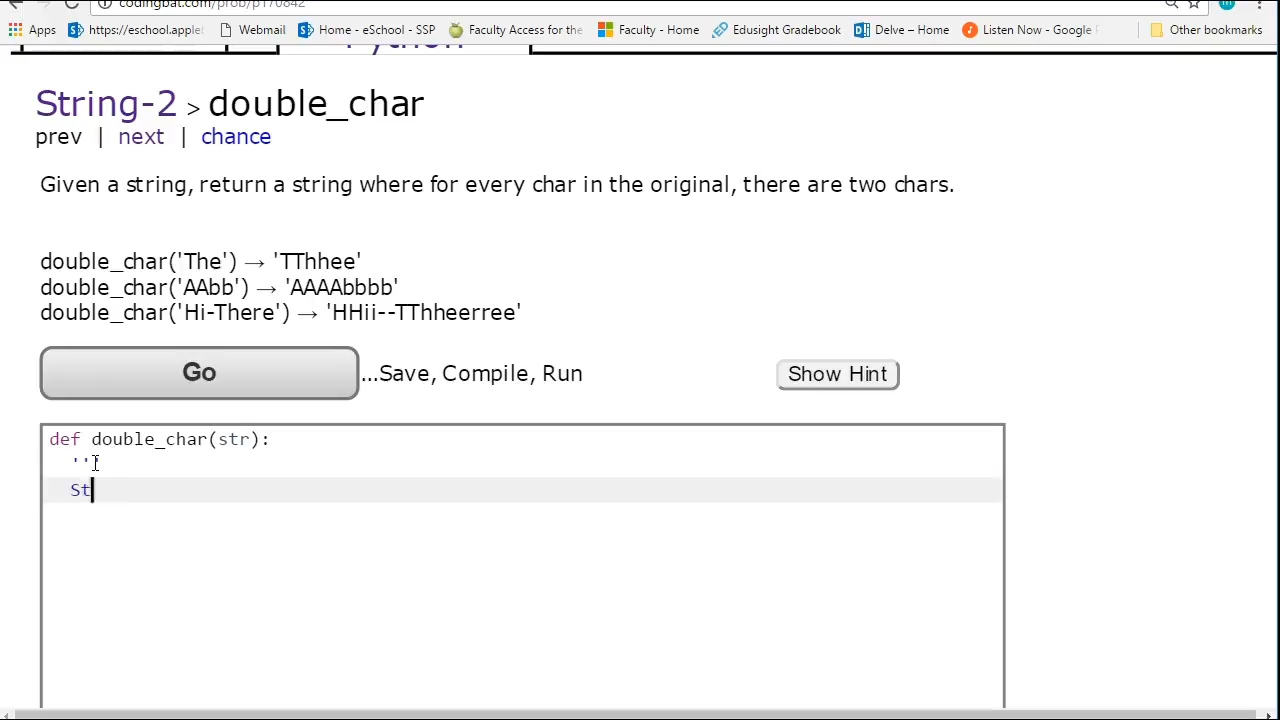 codingbat.com/prob/p170842
Apps https://eschool.apple Webmail Home - eSchool - SSP Faculty Access for the Faculty - Home Edusight Gradebook Delve – Home Listen Now - Google Other bookmarks
Python
String-2 > double_char
prev | next | chance
Given a string, return a string where for every char in the original, there are two chars.
double_char('The') → 'TThhee'
double_char('AAbb') → 'AAAAbbbb'
double_char('Hi-There') → 'HHii--TThheerree'
Go ...Save, Compile, Run Show Hint
def double_char(str):
'''
St